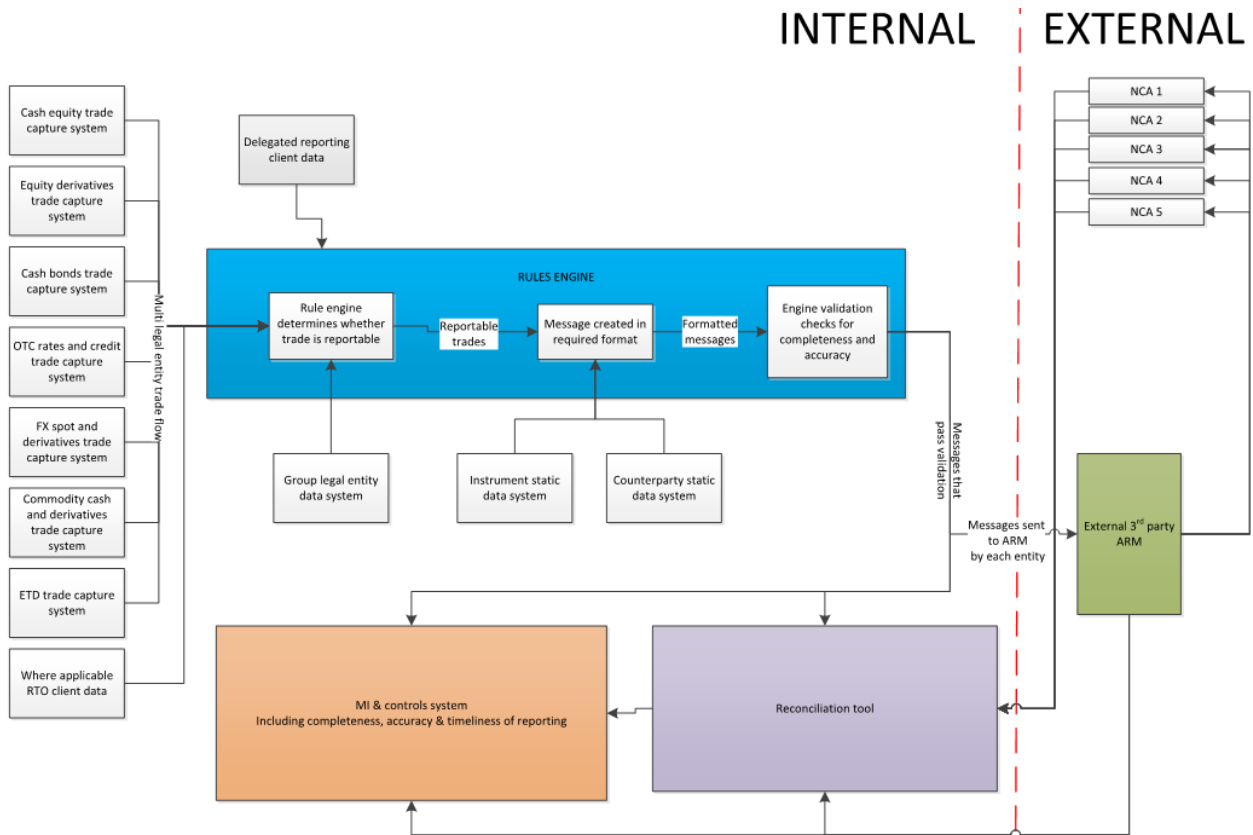 INTERNAL
EXTERNAL
Cash equity trade
capture system
Equity derivatives
trade capture
system
Cash bonds trade
capture system
OTC rates and credit
trade capture
system
FX spot and
derivatives trade
capture system
Commodity cash
and derivatives
trade capture
system
ETD trade capture
system
Where applicable
RTO client data
Multi legal entity trade flow
Delegated reporting
client data
RULES ENGINE
Rule engine
determines whether
trade is reportable
Reportable
trades
Message created in
required format
Formatted
messages
Engine validation
checks for
completeness and
accuracy
Group legal entity
data system
Instrument static
data system
Counterparty static
data system
Messages that
pass validation
Messages sent
to ARM
by each entity
NCA 1
NCA 2
NCA 3
NCA 4
NCA 5
External 3rd party
ARM
MI & controls system
Including completeness, accuracy & timeliness of reporting
Reconciliation tool